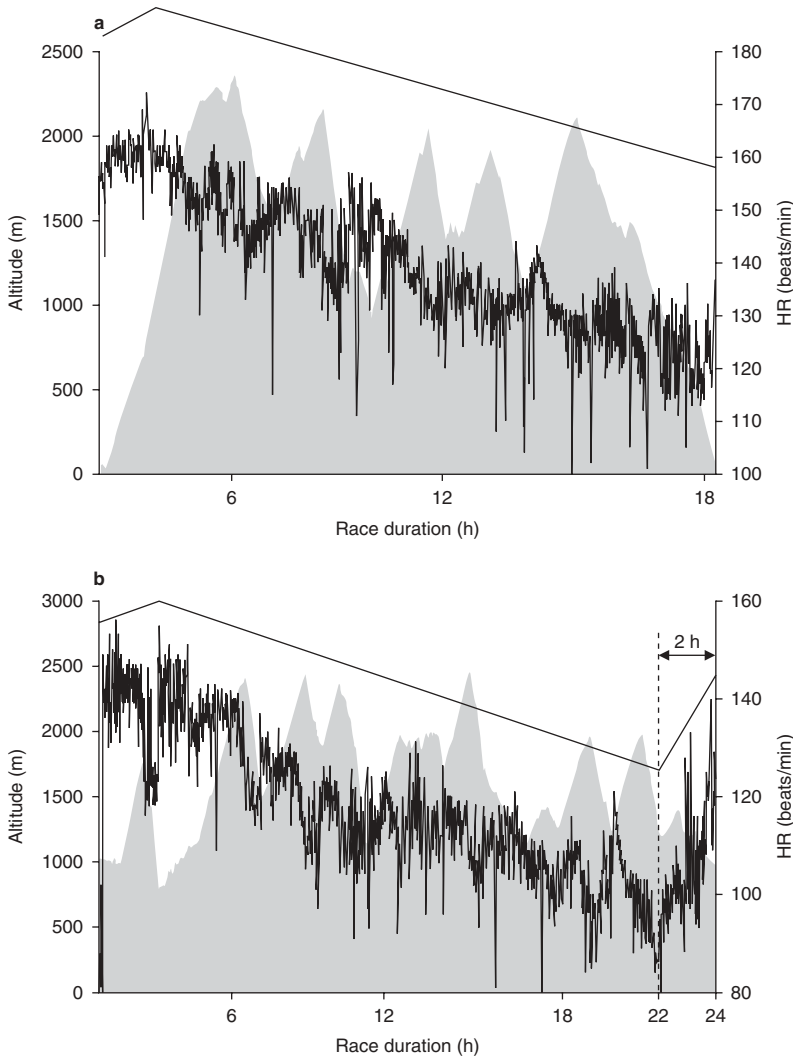 a
2500
2000
1500
1000
500
0
Altitude (m)
180
170
160
150
140
130
120
110
100
HR (beats/min)
6 12 18
Race duration (h)
b
3000
2500
2000
1500
1000
500
0
Altitude (m)
2 h
160
140
120
100
80
HR (beats/min)
6 12 18 22 24
Race duration (h)